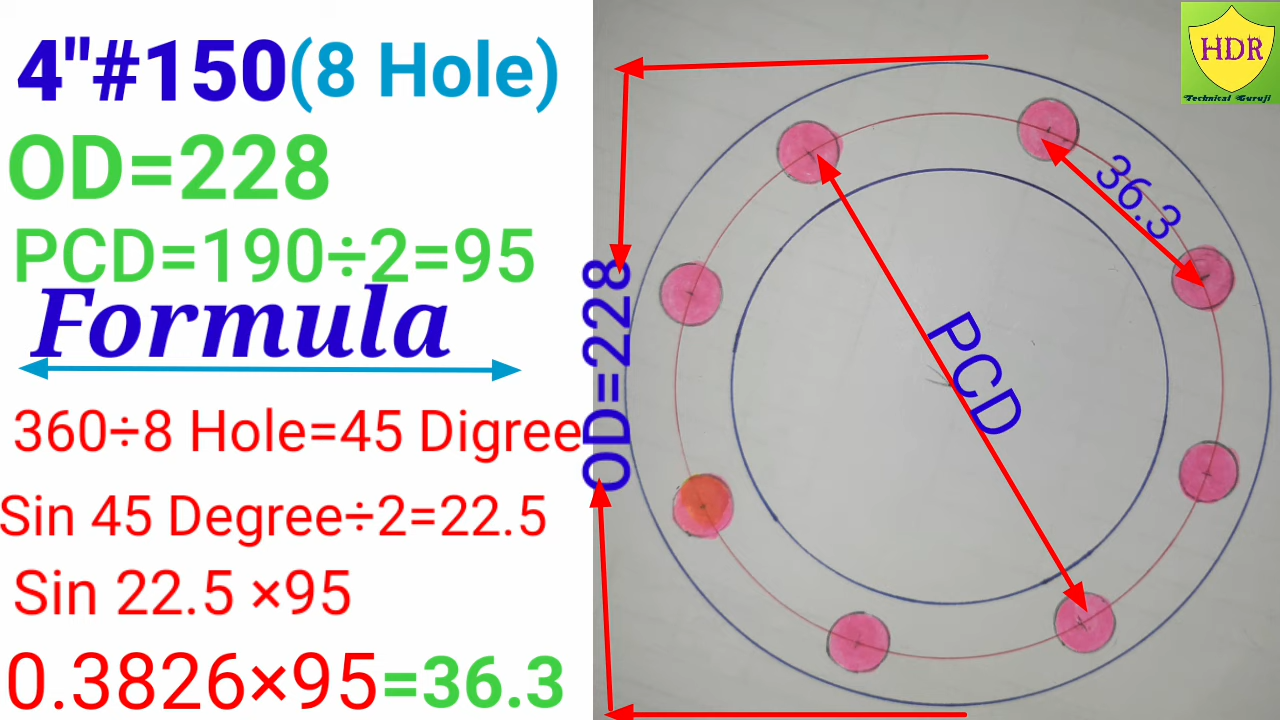 4"#150(8 Hole)
OD=228
PCD=190÷2=95
Formula
360÷8 Hole=45 Digree
Sin 45 Degree÷2=22.5
Sin 22.5 ×95
0.3826×95=36.3
OD=228
PCD
36.3
HDR
Technical Guruji